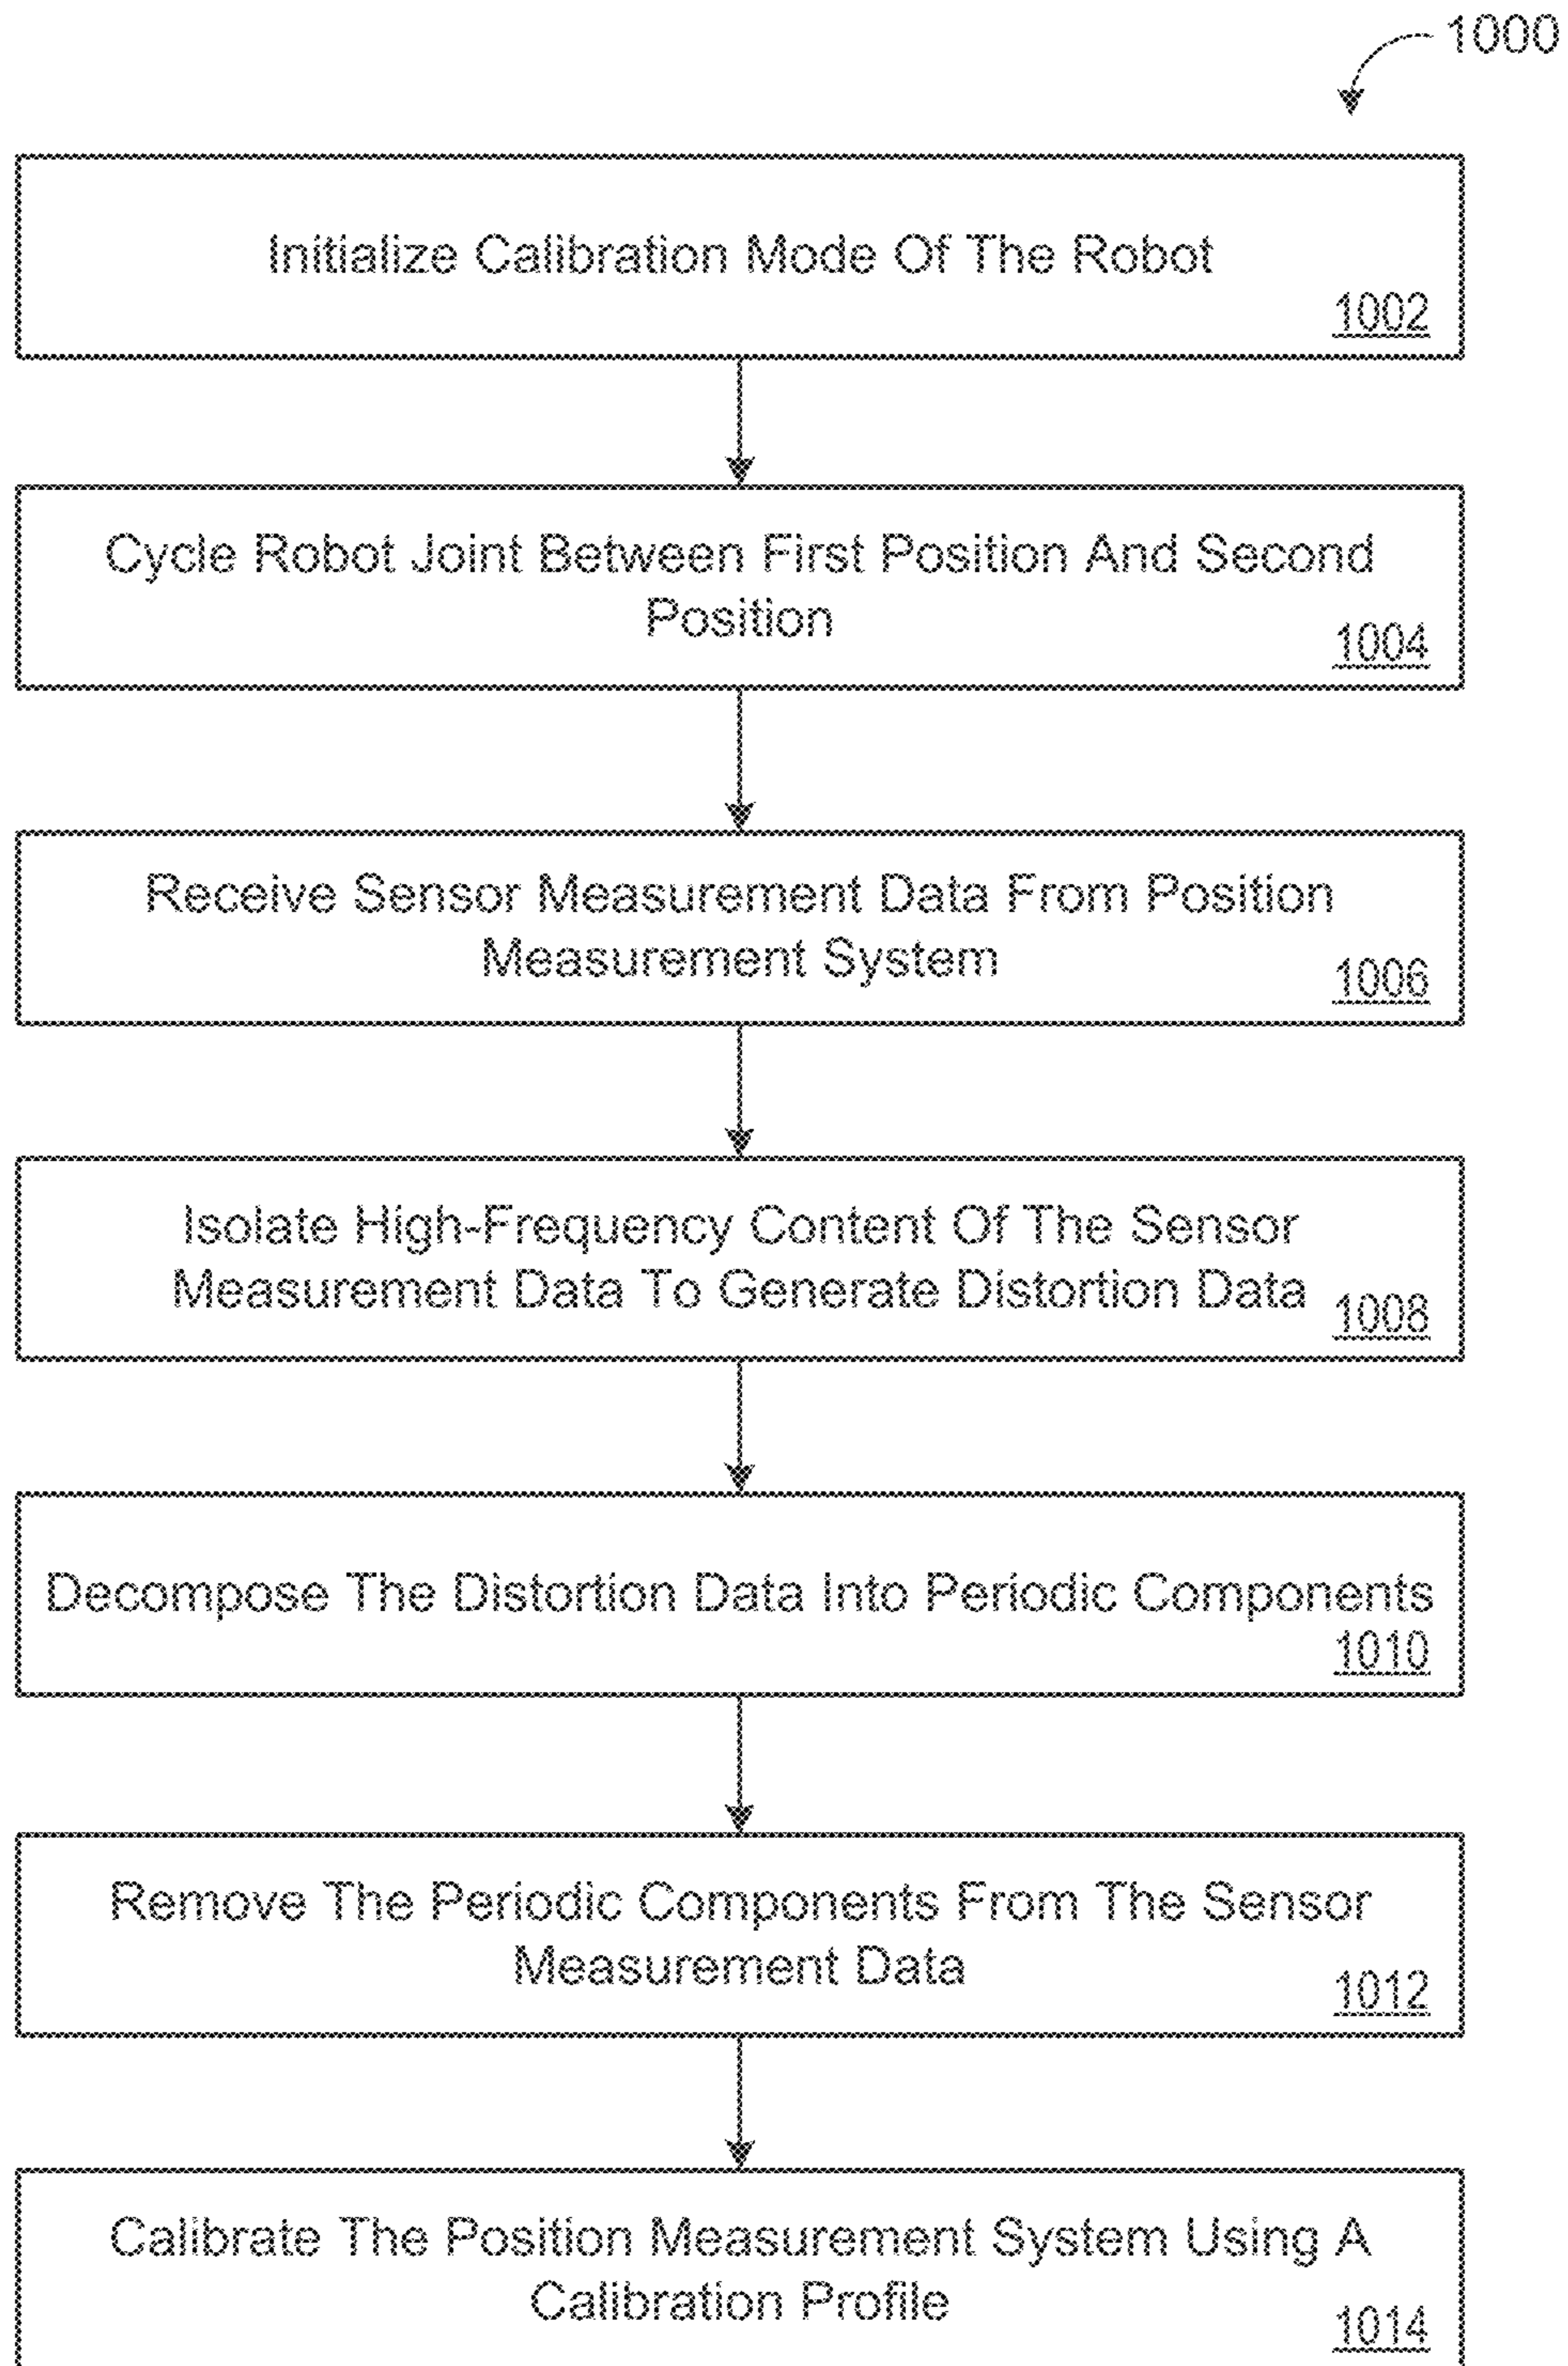 1000
Initialize Calibration Mode Of The Robot
1002
Cycle Robot Joint Between First Position And Second
Position
1004
Receive Sensor Measurement Data From Position
Measurement System
1006
Isolate High-Frequency Content Of The Sensor
Measurement Data To Generate Distortion Data
1008
Decompose The Distortion Data Into Periodic Components
1010
Remove The Periodic Components From The Sensor
Measurement Data
1012
Calibrate The Position Measurement System Using A
Calibration Profile
1014